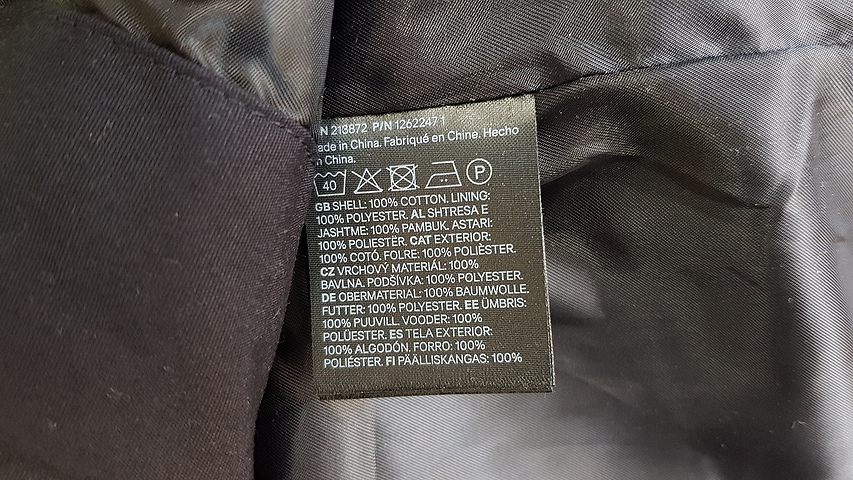 N 213872 P/N 1262247 1
ade in China. Fabriqué en Chine. Hecho
n China.
40 P
GB SHELL: 100% COTTON. LINING:
100% POLYESTER. AL SHTRESA E
JASHTME: 100% PAMBUK. ASTARI:
100% POLIESTËR. CAT EXTERIOR:
100% COTÓ. FOLRE: 100% POLIÈSTER.
CZ VRCHOVÝ MATERIÁL: 100%
BAVLNA. PODŠÍVKA: 100% POLYESTER.
DE OBERMATERIAL: 100% BAUMWOLLE.
FUTTER: 100% POLYESTER. EE ÜMBRIS:
100% PUUVILL. VOODER: 100%
POLÜESTER. ES TELA EXTERIOR:
100% ALGODÓN. FORRO: 100%
POLIÉSTER. FI PÄÄLLISKANGAS: 100%